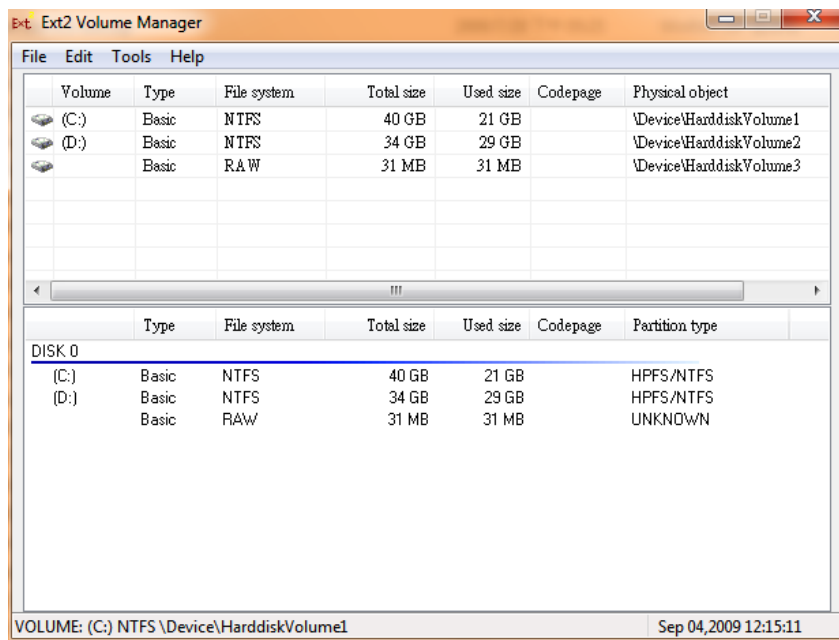 Ext Ext2 Volume Manager
File Edit Tools Help
Volume Type File system Total size Used size Codepage Physical object
(C:) Basic NTFS 40 GB 21 GB \Device\HarddiskVolume1
(D:) Basic NTFS 34 GB 29 GB \Device\HarddiskVolume2
Basic RAW 31 MB 31 MB \Device\HarddiskVolume3
Type File system Total size Used size Codepage Partition type
DISK 0
(C:) Basic NTFS 40 GB 21 GB HPFS/NTFS
(D:) Basic NTFS 34 GB 29 GB HPFS/NTFS
Basic RAW 31 MB 31 MB UNKNOWN
VOLUME: (C:) NTFS \Device\HarddiskVolume1 Sep 04,2009 12:15:11